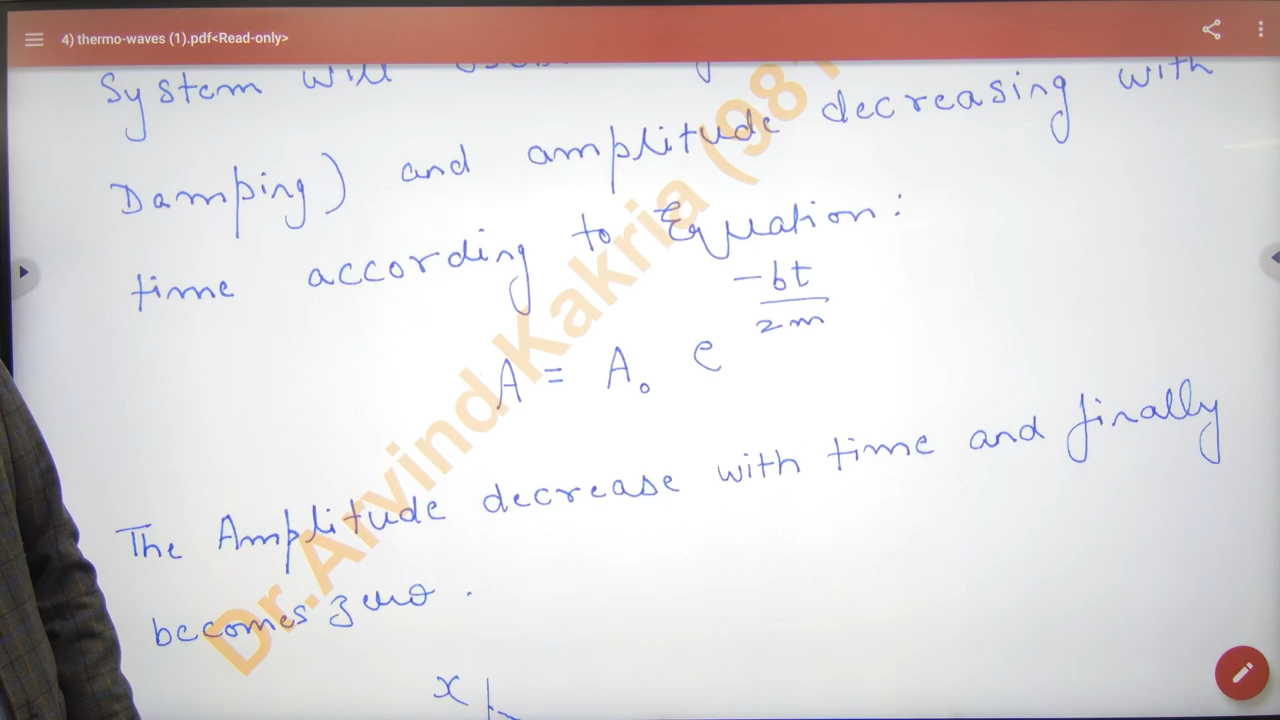 4) thermo-waves (1).pdf<Read-only>
System will
Damping) and amplitude decreasing with
time according to Equation:
A = A₀ e^(-bt/2m)
The Amplitude decrease with time and finally
becomes zero.
x
Dr.Arvind Kakria (981